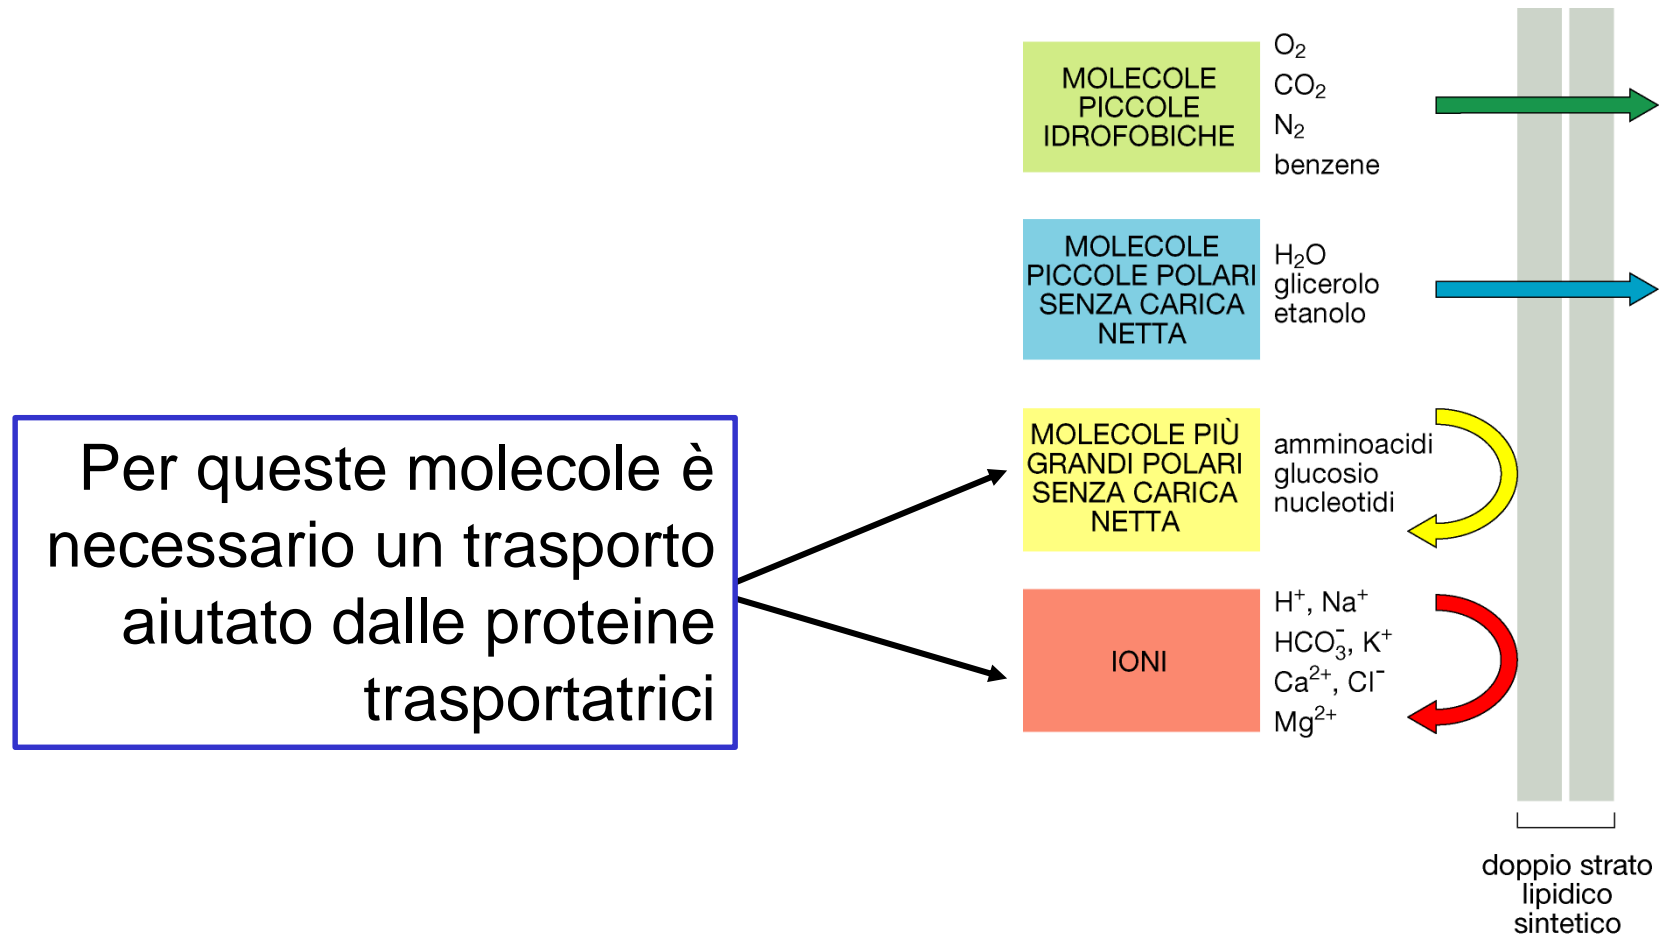 MOLECOLE
PICCOLE
IDROFOBICHE
O₂
CO₂
N₂
benzene
MOLECOLE
PICCOLE POLARI
SENZA CARICA
NETTA
H₂O
glicerolo
etanolo
Per queste molecole è
necessario un trasporto
aiutato dalle proteine
trasportatrici
MOLECOLE PIÙ
GRANDI POLARI
SENZA CARICA
NETTA
amminoacidi
glucosio
nucleotidi
IONI
H⁺, Na⁺
HCO₃⁻, K⁺
Ca²⁺, Cl⁻
Mg²⁺
doppio strato
lipidico
sintetico